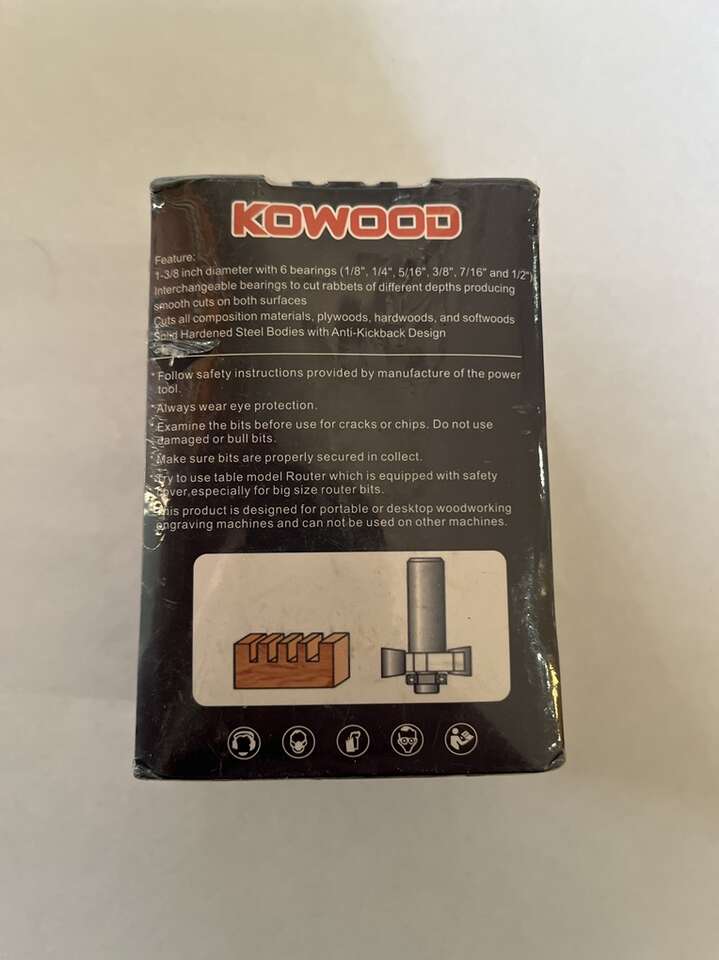 KOWOOD
Feature:
1-3/8 inch diameter with 6 bearings (1/8", 1/4", 5/16", 3/8", 7/16" and 1/2")
Interchangeable bearings to cut rabbets of different depths producing
smooth cuts on both surfaces
Cuts all composition materials, plywoods, hardwoods, and softwoods
Solid Hardened Steel Bodies with Anti-Kickback Design
* Follow safety instructions provided by manufacture of the power
tool.
* Always wear eye protection.
* Examine the bits before use for cracks or chips. Do not use
damaged or bull bits.
* Make sure bits are properly secured in collect.
* Try to use table model Router which is equipped with safety
cover,especially for big size router bits.
* This product is designed for portable or desktop woodworking
engraving machines and can not be used on other machines.